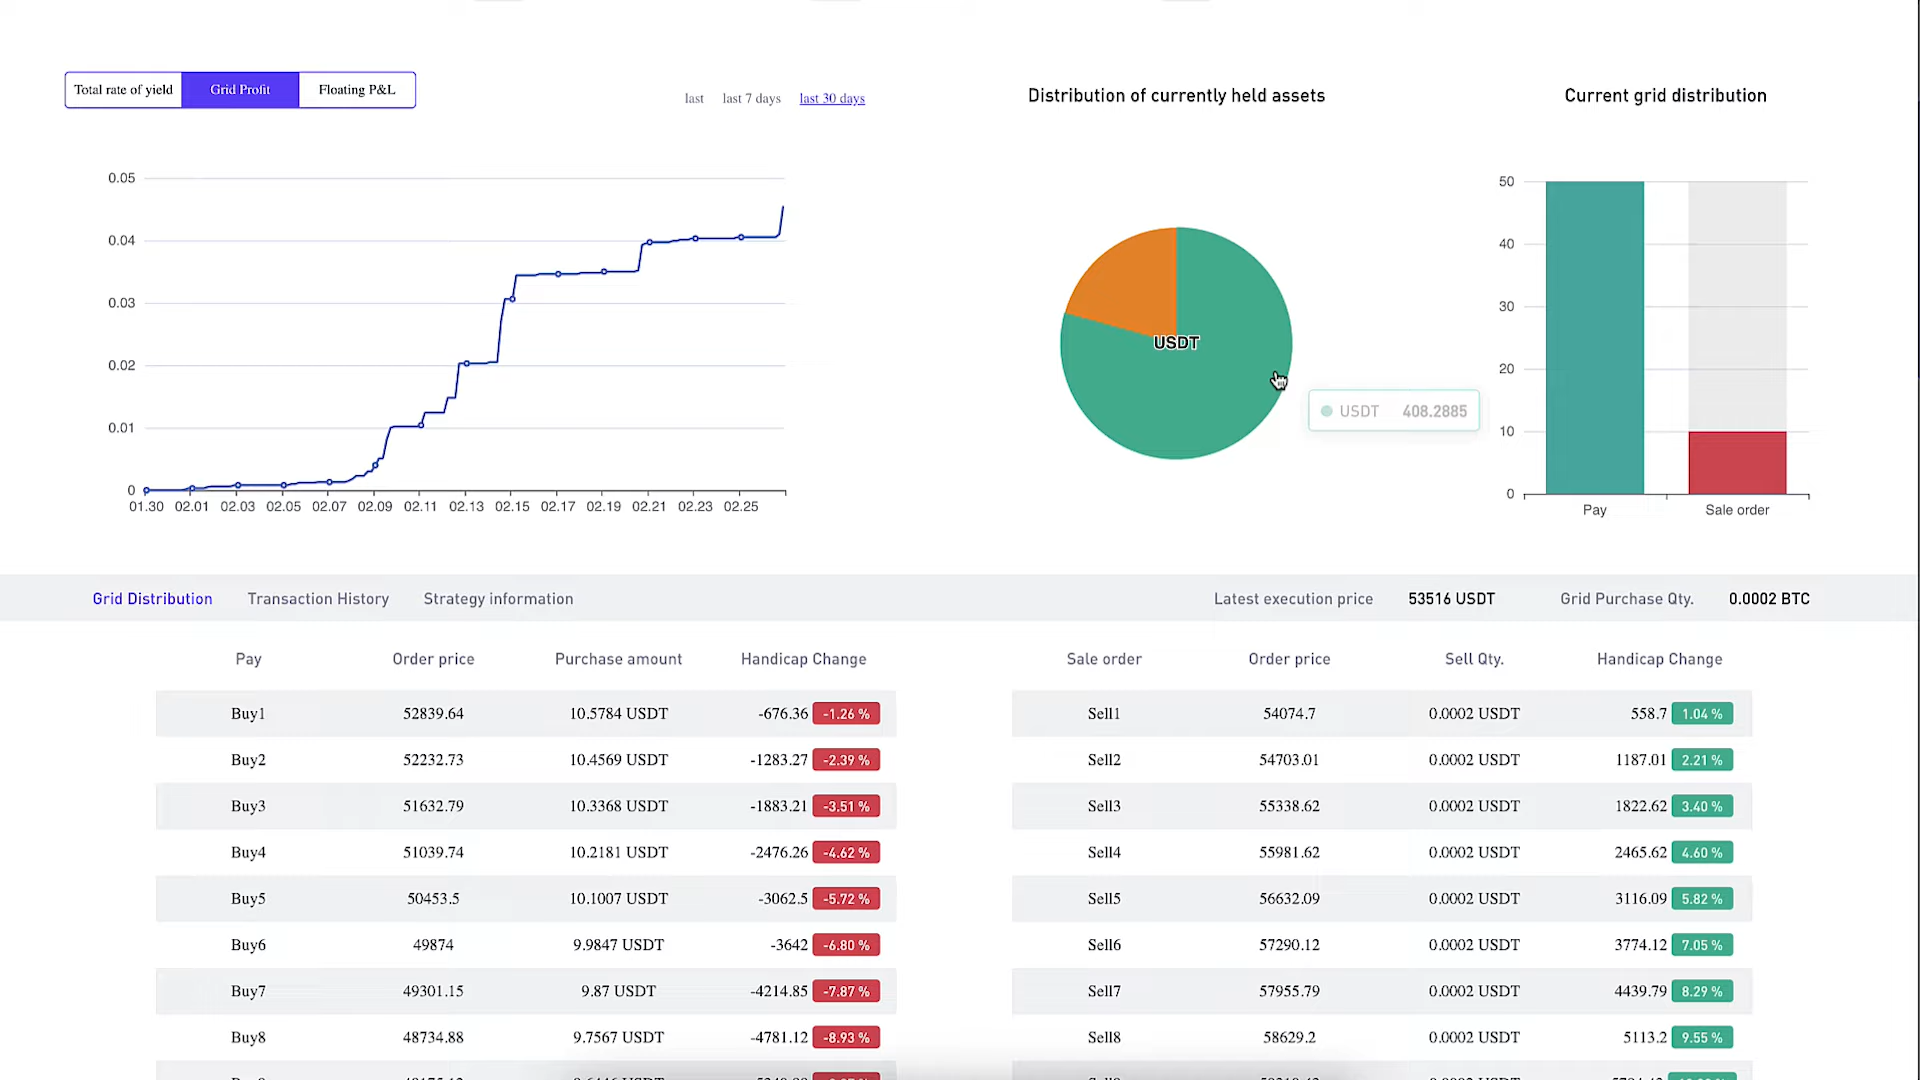 Total rate of yield Grid Profit Floating P&L
last last 7 days last 30 days
Distribution of currently held assets
Current grid distribution
0.05
0.04
0.03
0.02
0.01
0
01.30 02.01 02.03 02.05 02.07 02.09 02.11 02.13 02.15 02.17 02.19 02.21 02.23 02.25
USDT
USDT 408.2885
50
40
30
20
10
0
Pay Sale order
Grid Distribution Transaction History Strategy information Latest execution price 53516 USDT Grid Purchase Qty. 0.0002 BTC
Pay Order price Purchase amount Handicap Change
Buy1 52839.64 10.5784 USDT -676.36 -1.26 %
Buy2 52232.73 10.4569 USDT -1283.27 -2.39 %
Buy3 51632.79 10.3368 USDT -1883.21 -3.51 %
Buy4 51039.74 10.2181 USDT -2476.26 -4.62 %
Buy5 50453.5 10.1007 USDT -3062.5 -5.72 %
Buy6 49874 9.9847 USDT -3642 -6.80 %
Buy7 49301.15 9.87 USDT -4214.85 -7.87 %
Buy8 48734.88 9.7567 USDT -4781.12 -8.93 %
Sale order Order price Sell Qty. Handicap Change
Sell1 54074.7 0.0002 USDT 558.7 1.04 %
Sell2 54703.01 0.0002 USDT 1187.01 2.21 %
Sell3 55338.62 0.0002 USDT 1822.62 3.40 %
Sell4 55981.62 0.0002 USDT 2465.62 4.60 %
Sell5 56632.09 0.0002 USDT 3116.09 5.82 %
Sell6 57290.12 0.0002 USDT 3774.12 7.05 %
Sell7 57955.79 0.0002 USDT 4439.79 8.29 %
Sell8 58629.2 0.0002 USDT 5113.2 9.55 %